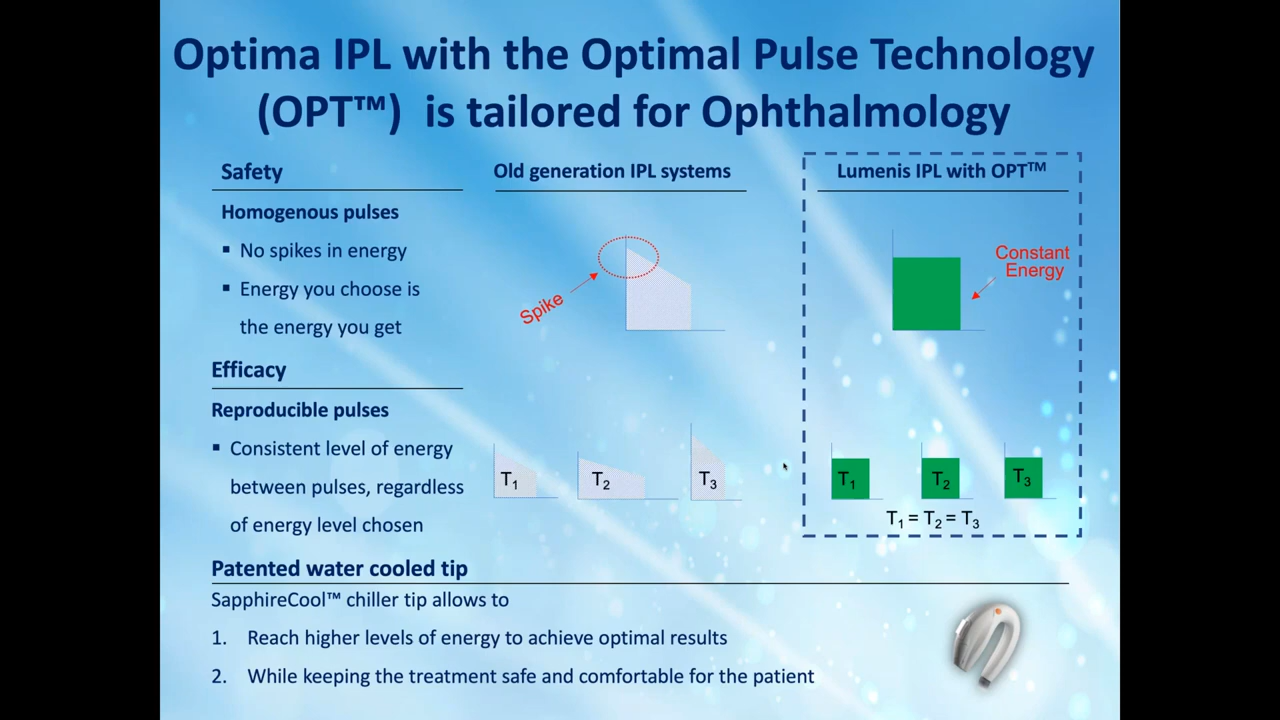 Optima IPL with the Optimal Pulse Technology
(OPT™) is tailored for Ophthalmology
Safety
Old generation IPL systems
Lumenis IPL with OPT™
Homogenous pulses
▪ No spikes in energy
▪ Energy you choose is
the energy you get
Spike
Constant
Energy
Efficacy
Reproducible pulses
▪ Consistent level of energy
between pulses, regardless
of energy level chosen
T₁
T₂
T₃
T₁
T₂
T₃
T₁ = T₂ = T₃
Patented water cooled tip
SapphireCool™ chiller tip allows to
1. Reach higher levels of energy to achieve optimal results
2. While keeping the treatment safe and comfortable for the patient